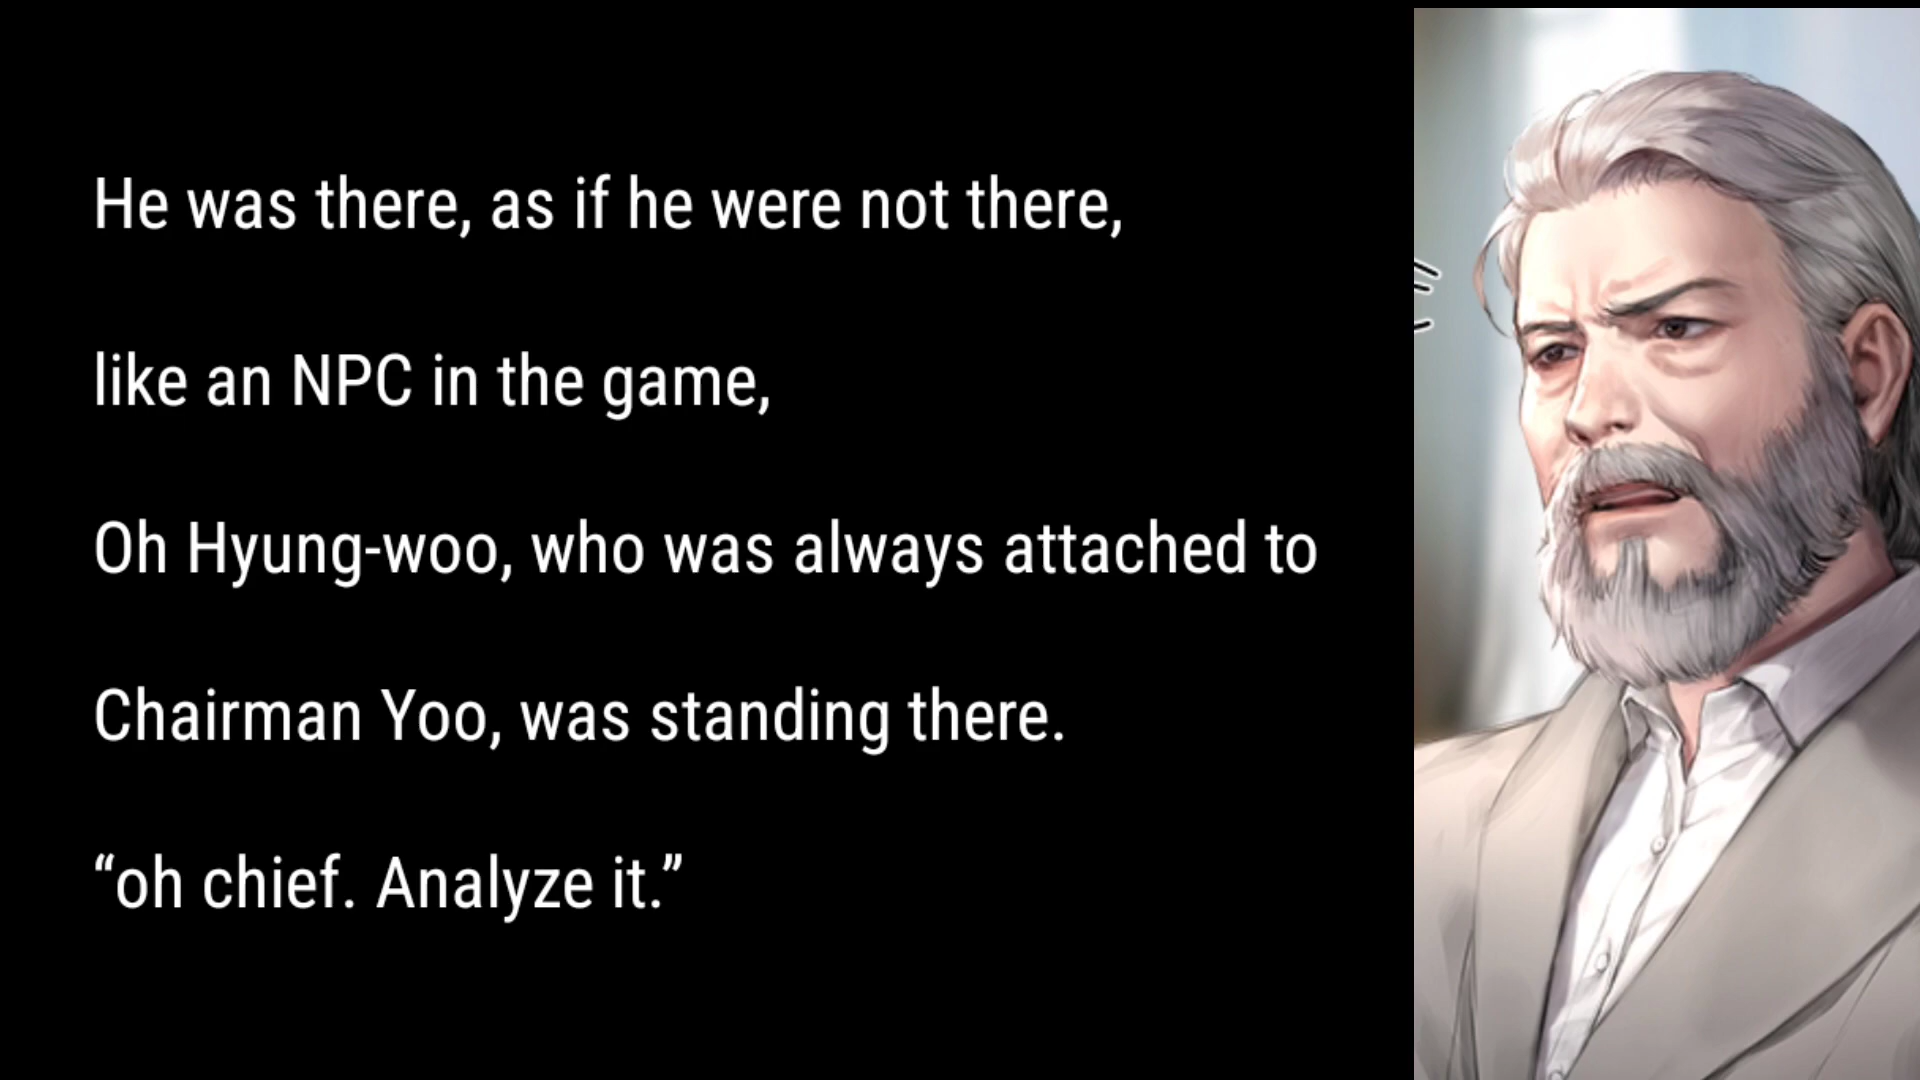 He was there, as if he were not there,
like an NPC in the game,
Oh Hyung-woo, who was always attached to
Chairman Yoo, was standing there.
“oh chief. Analyze it.”